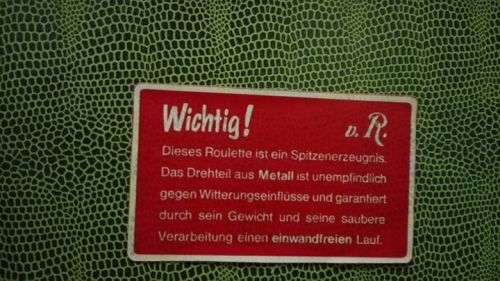 Wichtig! v. R.
Dieses Roulette ist ein Spitzenerzeugnis.
Das Drehteil aus Metall ist unempfindlich
gegen Witterungseinflüsse und garantiert
durch sein Gewicht und seine saubere
Verarbeitung einen einwandfreien Lauf.